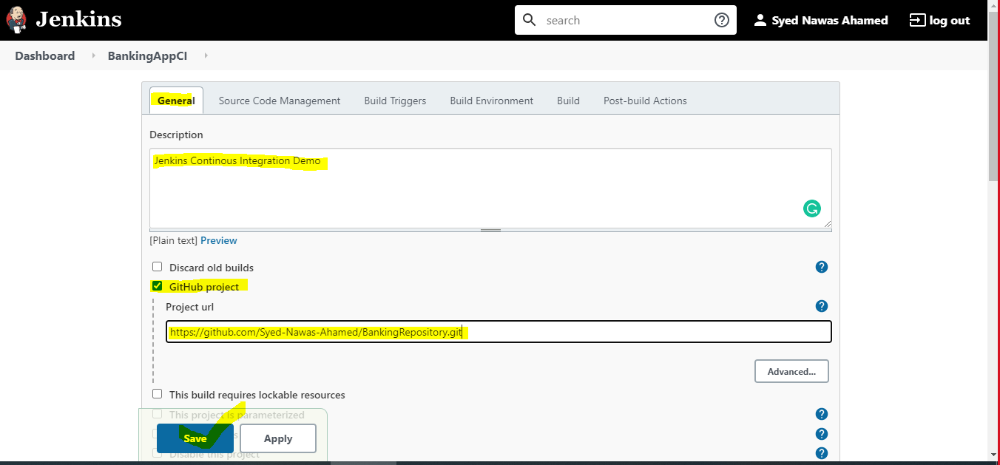 Jenkins
search
Syed Nawas Ahamed
log out
Dashboard
BankingAppCI
General
Source Code Management
Build Triggers
Build Environment
Build
Post-build Actions
Description
Jenkins Continous Integration Demo
[Plain text] Preview
Discard old builds
GitHub project
Project url
https://github.com/Syed-Nawas-Ahamed/BankingRepository.git
Advanced...
This build requires lockable resources
This project is parameterized
Save
Apply
Disable this project